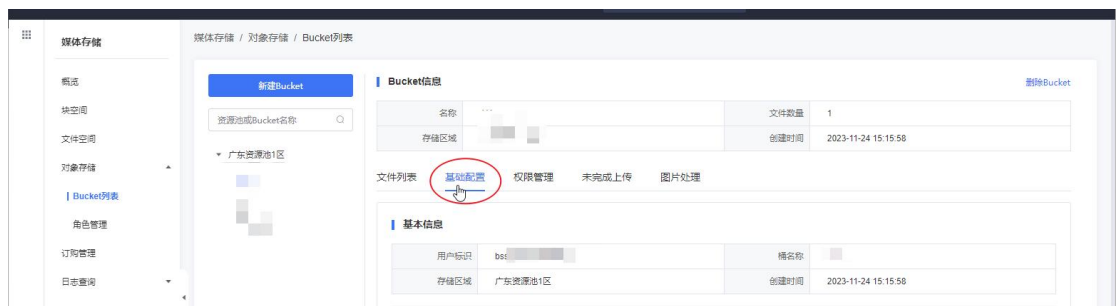 媒体存储
媒体存储 / 对象存储 / Bucket列表
概览
块空间
文件空间
对象存储
Bucket列表
角色管理
订购管理
日志查询
新建Bucket
资源池或Bucket名称
广东资源池1区
Bucket信息
删除Bucket
名称
文件数量 1
存储区域
创建时间 2023-11-24 15:15:58
文件列表 基础配置 权限管理 未完成上传 图片处理
基本信息
用户标识 bss
桶名称
存储区域 广东资源池1区
创建时间 2023-11-24 15:15:58